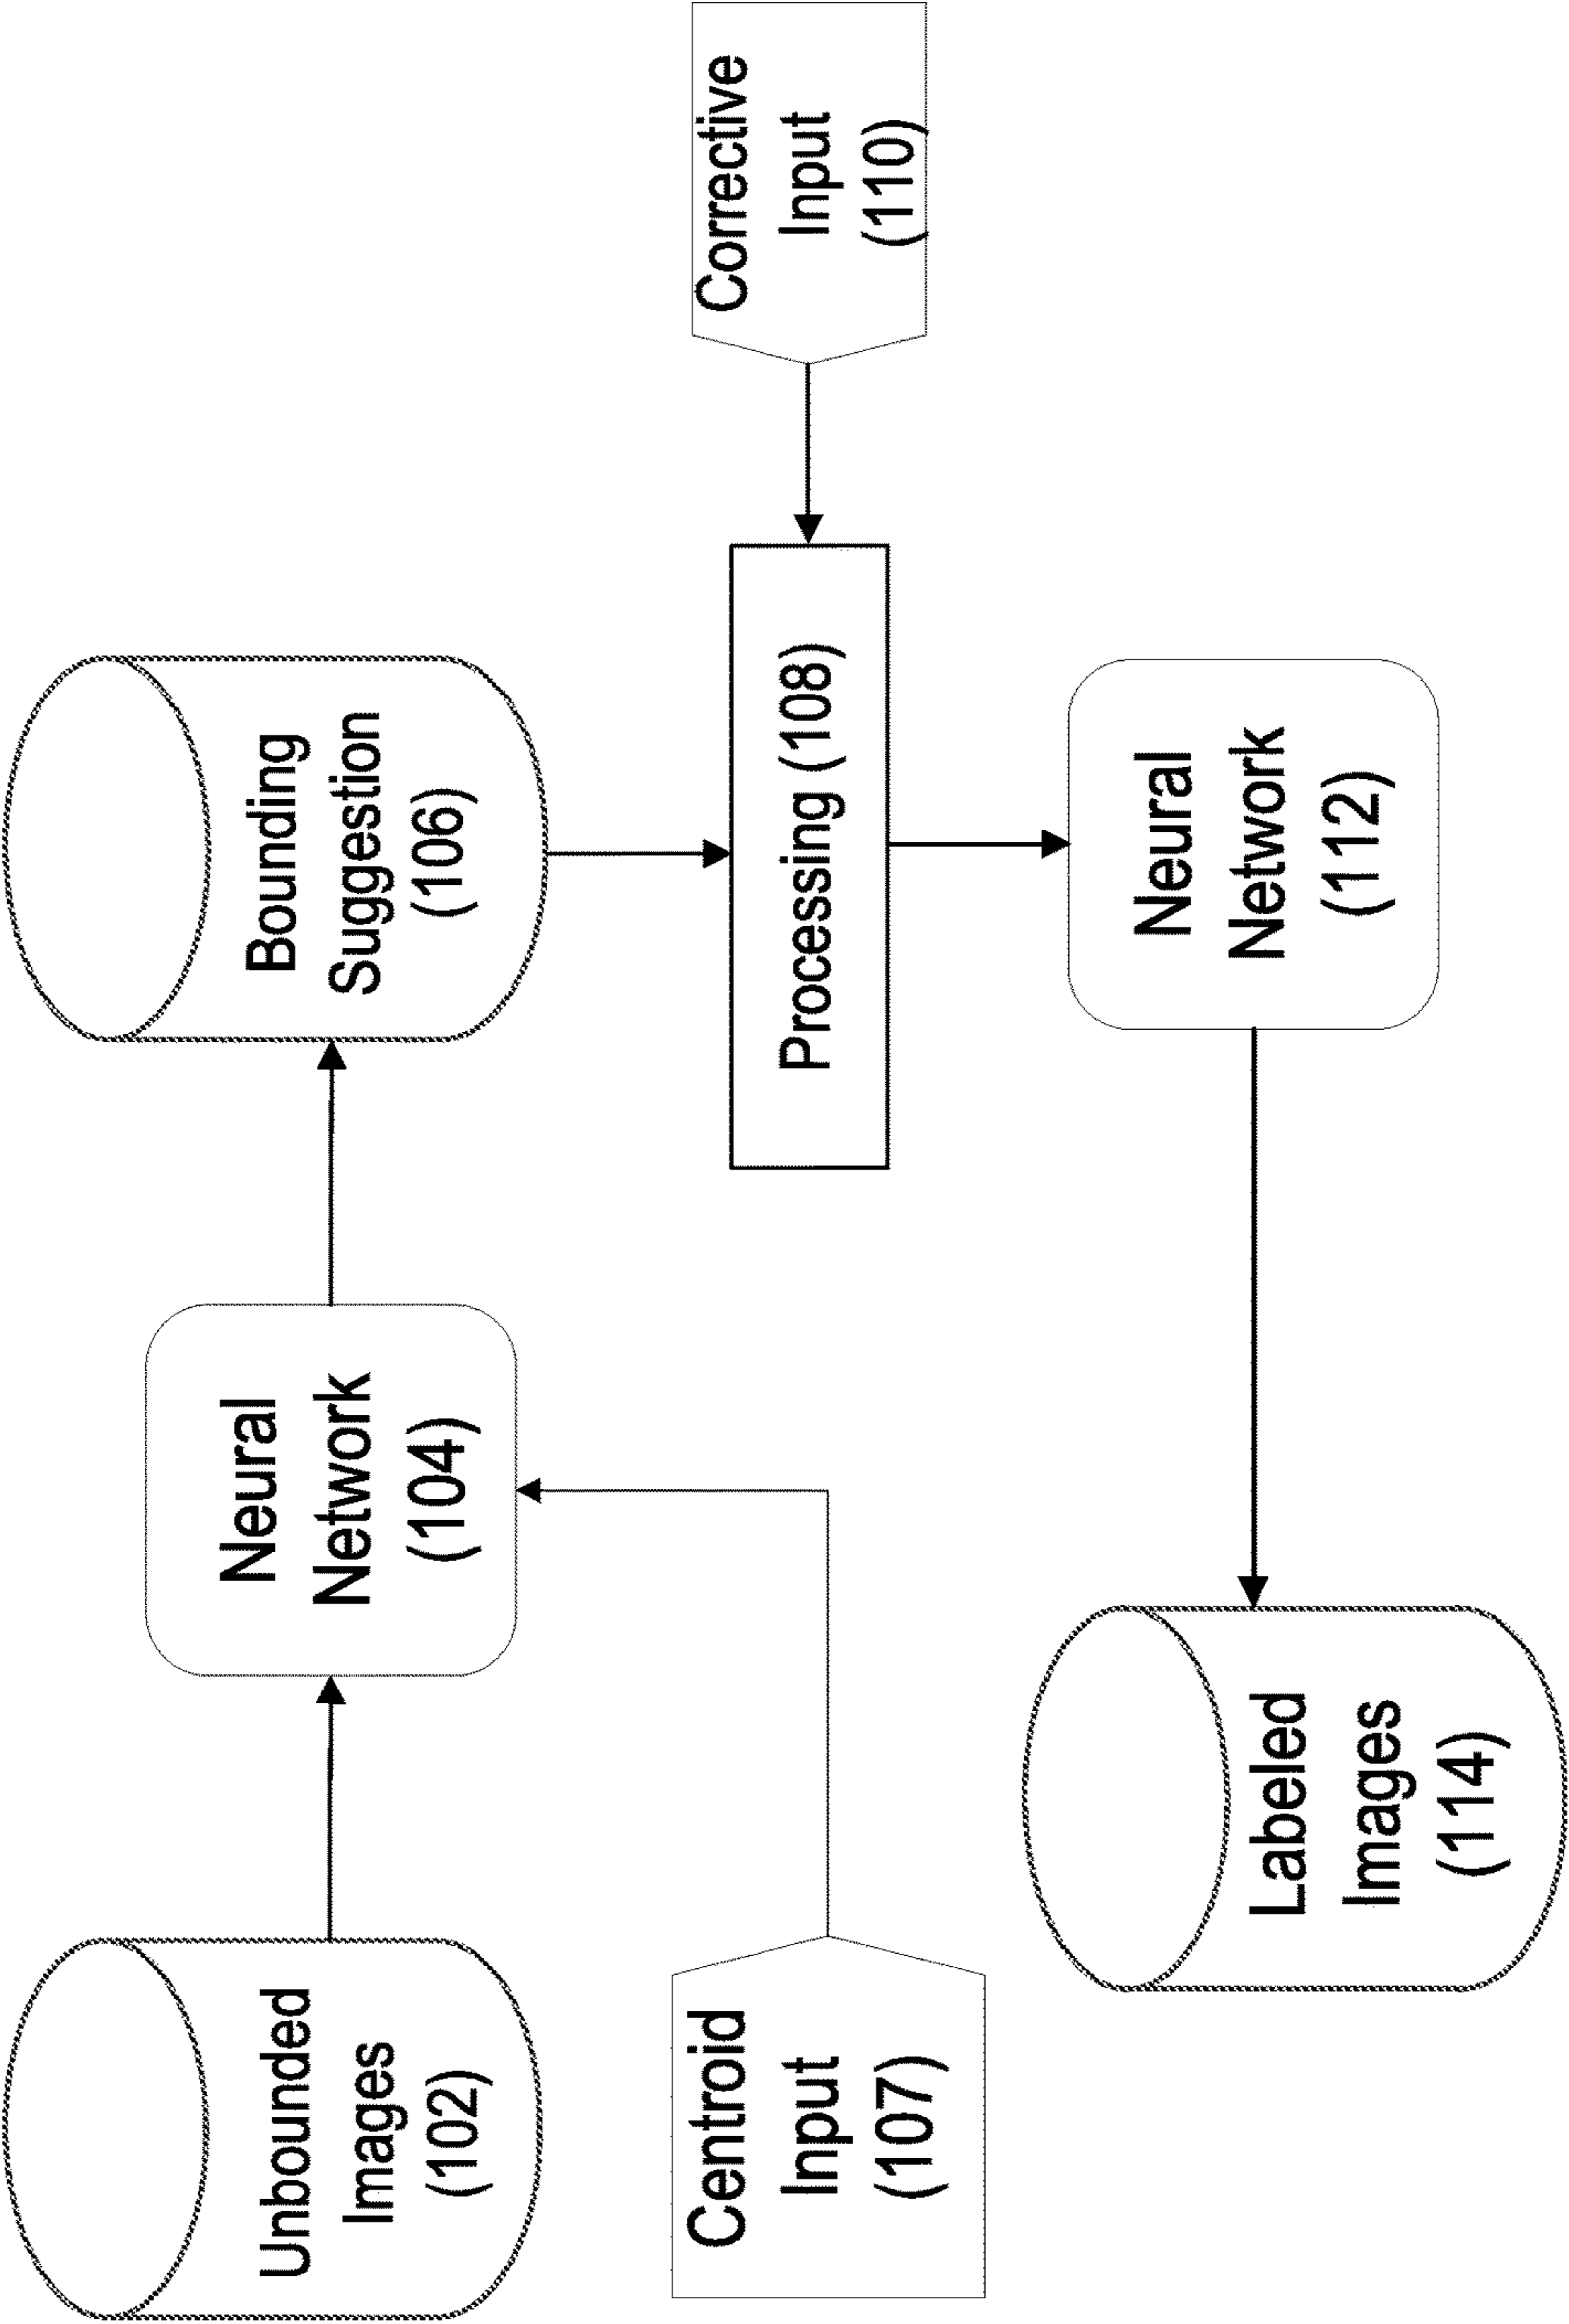 Unbounded
Images
(102)
Neural
Network
(104)
Bounding
Suggestion
(106)
Centroid
Input
(107)
Processing (108)
Corrective
Input
(110)
Labeled
Images
(114)
Neural
Network
(112)